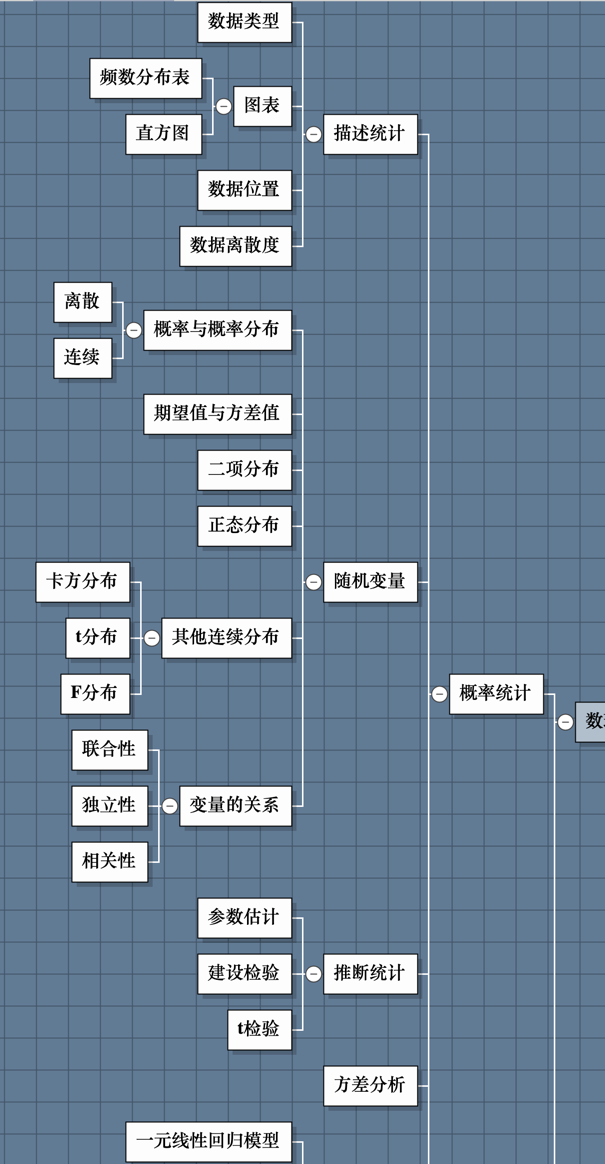 数据类型
频数分布表
图表
直方图
描述统计
数据位置
数据离散度
离散
概率与概率分布
连续
期望值与方差值
二项分布
正态分布
卡方分布
随机变量
t分布
其他连续分布
F分布
概率统计
数
联合性
独立性
变量的关系
相关性
参数估计
建设检验
推断统计
t检验
方差分析
一元线性回归模型